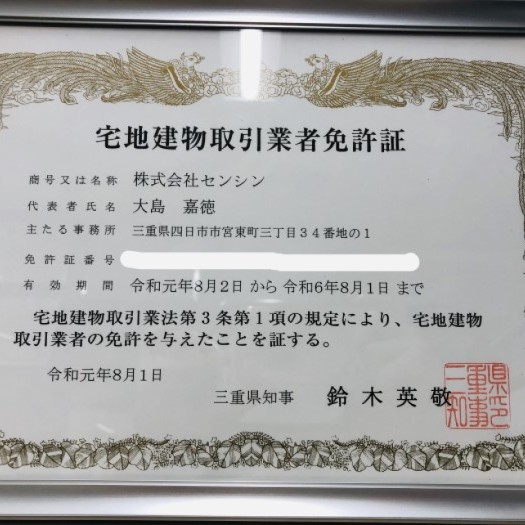 宅地建物取引業者免許証
商号又は名称 株式会社センシン
代表者氏名 大島 嘉徳
主たる事務所 三重県四日市市宮東町三丁目34番地の1
免許証番号
有効期間 令和元年8月2日から令和6年8月1日まで
宅地建物取引業法第3条第1項の規定により、宅地建物
取引業者の免許を与えたことを証する。
令和元年8月1日
三重県知事 鈴木英敬
三重県知事印